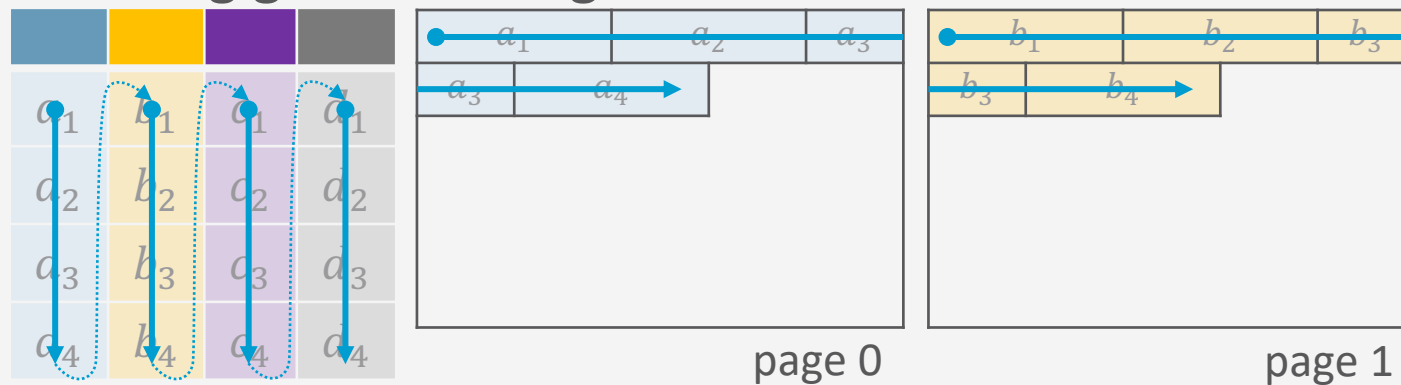 a₁ b₁ c₁ d₁
a₂ b₂ c₂ d₂
a₃ b₃ c₃ d₃
a₄ b₄ c₄ d₄
a₁ a₂ a₃
a₃ a₄
page 0
b₁ b₂ b₃
b₃ b₄
page 1